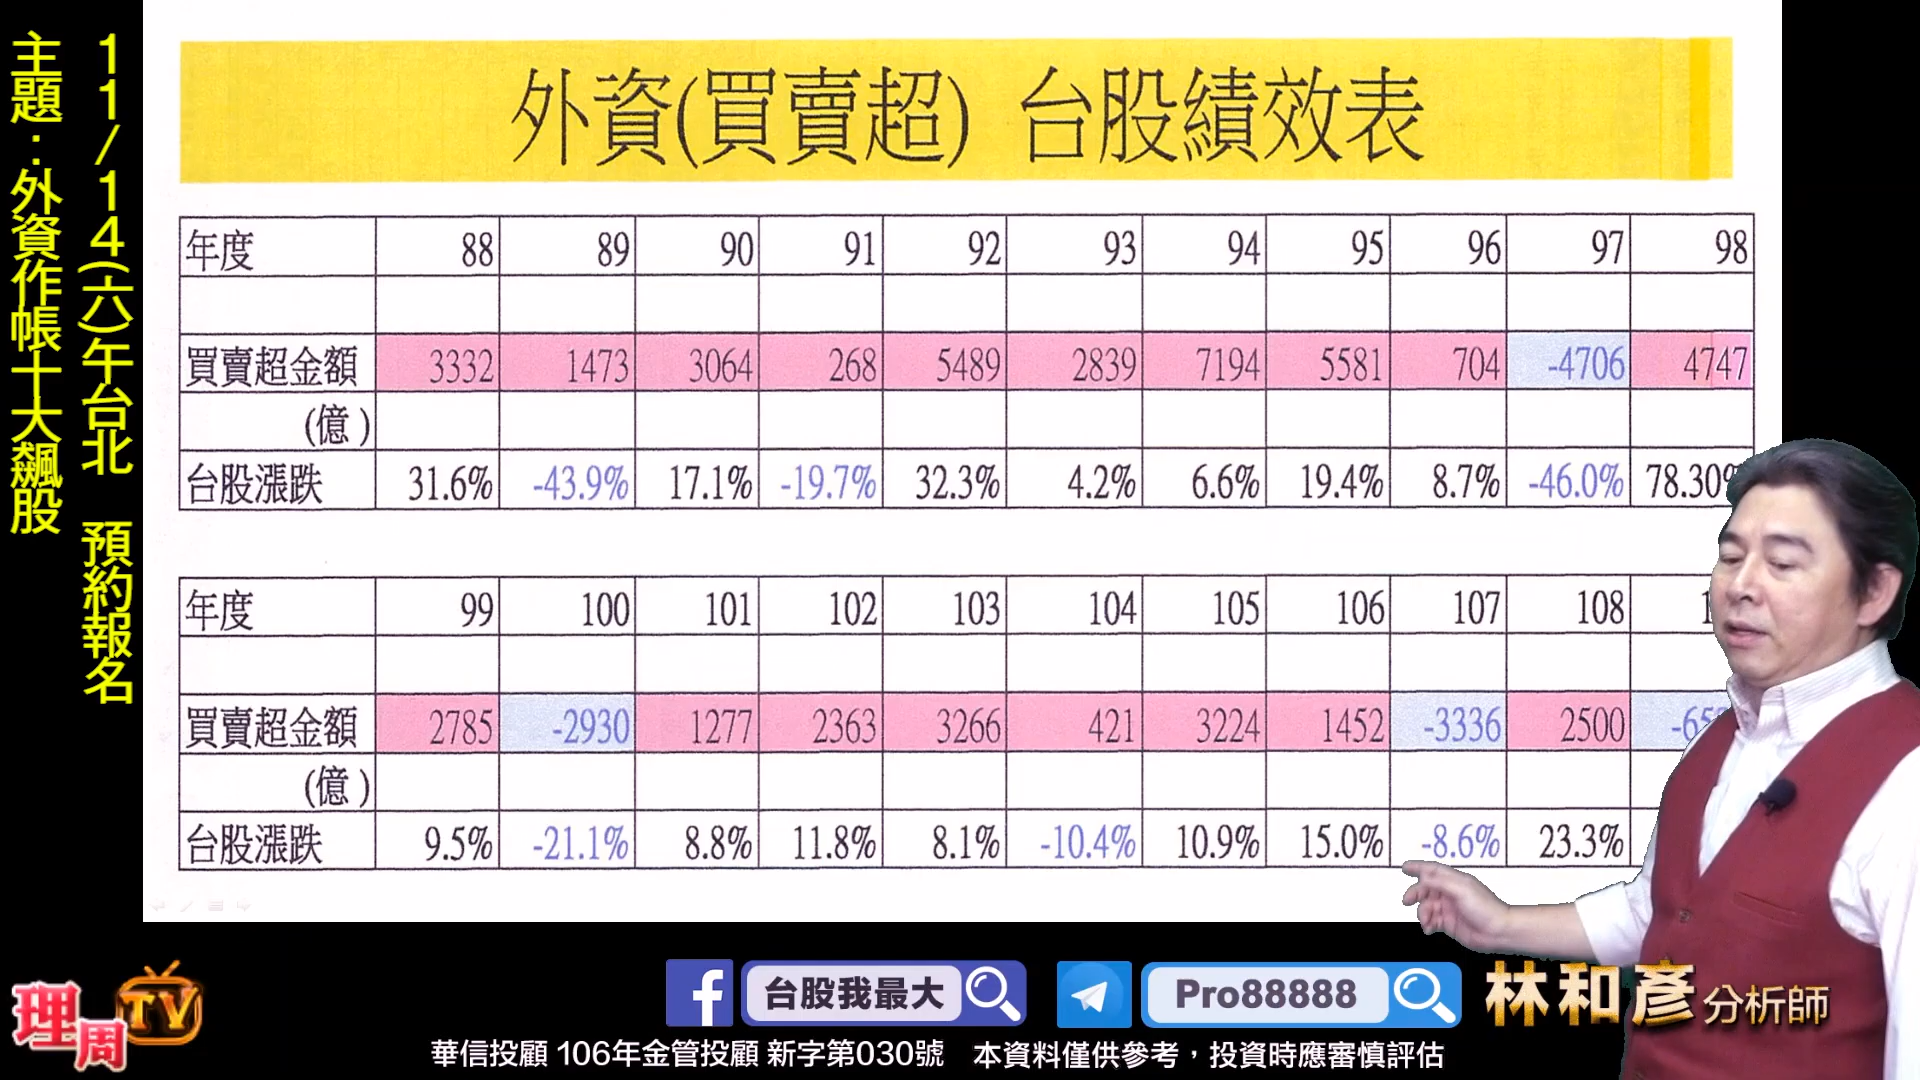 11/14(六)午台北 預約報名
主題:外資作帳十大飆股
外資(買賣超) 台股績效表
年度 88 89 90 91 92 93 94 95 96 97 98
買賣超金額 3332 1473 3064 268 5489 2839 7194 5581 704 -4706 4747
(億)
台股漲跌 31.6% -43.9% 17.1% -19.7% 32.3% 4.2% 6.6% 19.4% 8.7% -46.0% 78.30%
年度 99 100 101 102 103 104 105 106 107 108
買賣超金額 2785 -2930 1277 2363 3266 421 3224 1452 -3336 2500
(億)
台股漲跌 9.5% -21.1% 8.8% 11.8% 8.1% -10.4% 10.9% 15.0% -8.6% 23.3%
理周TV
台股我最大
Pro88888
林和彥分析師
華信投顧 106年金管投顧 新字第030號 本資料僅供參考,投資時應審慎評估